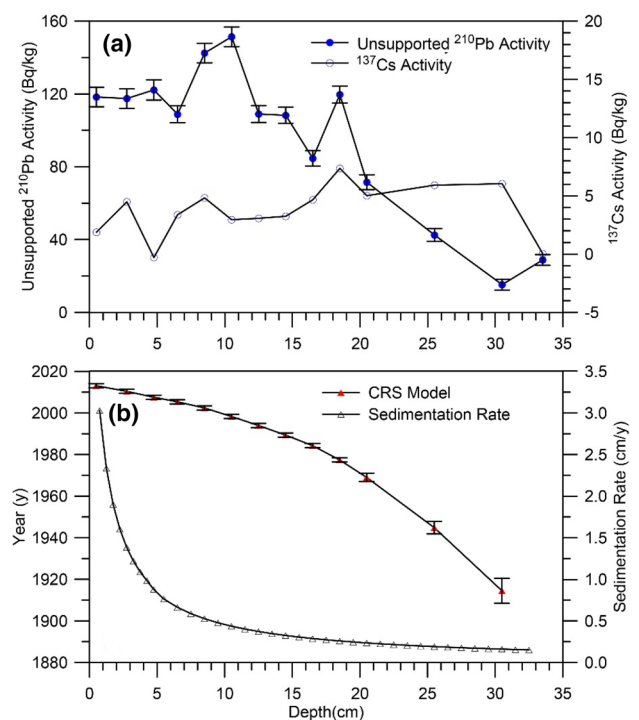 (a)
Unsupported ²¹⁰Pb Activity
¹³⁷Cs Activity
Unsupported ²¹⁰Pb Activity (Bq/kg)
160
120
80
40
0
¹³⁷Cs Activity (Bq/kg)
20
15
10
5
0
-5
0 5 10 15 20 25 30 35
(b)
CRS Model
Sedimentation Rate
Year (y)
2020
2000
1980
1960
1940
1920
1900
1880
Sedimentation Rate (cm/y)
3.5
3.0
2.5
2.0
1.5
1.0
0.5
0.0
0 5 10 15 20 25 30 35
Depth(cm)